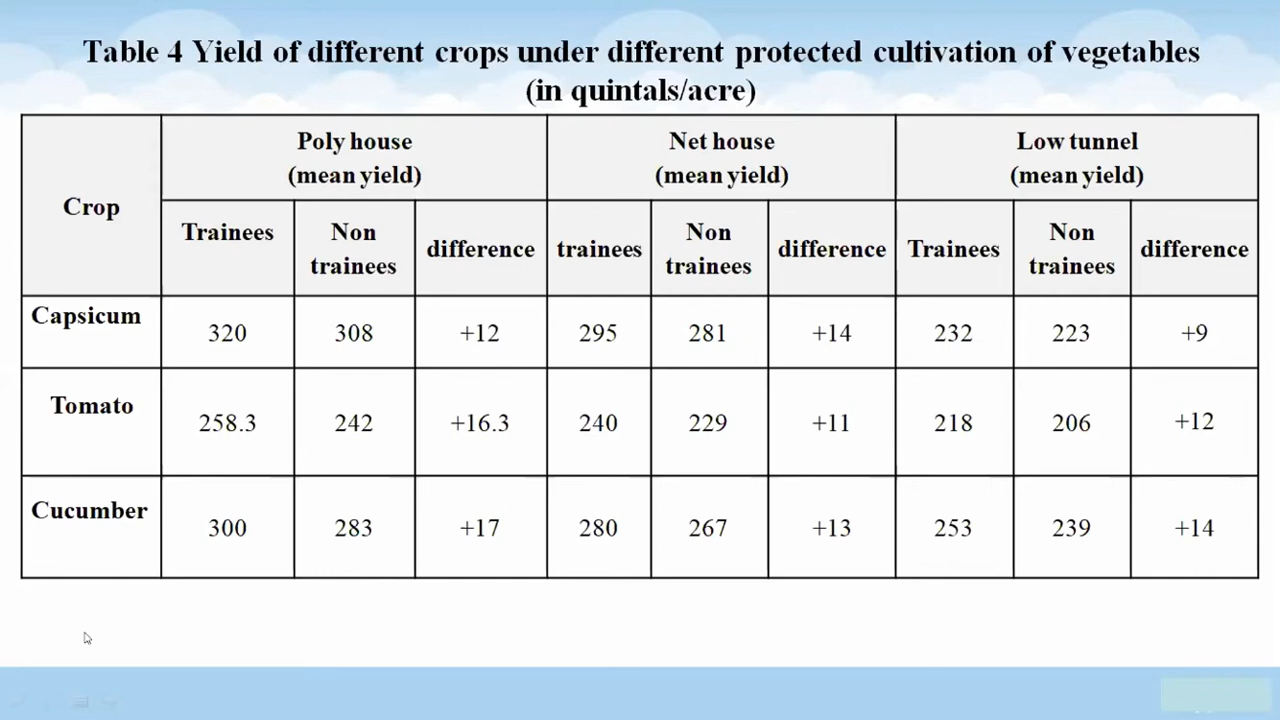 Table 4 Yield of different crops under different protected cultivation of vegetables
(in quintals/acre)
Crop
Poly house
(mean yield)
Net house
(mean yield)
Low tunnel
(mean yield)
Trainees
Non
trainees
difference
trainees
Non
trainees
difference
Trainees
Non
trainees
difference
Capsicum 320 308 +12 295 281 +14 232 223 +9
Tomato 258.3 242 +16.3 240 229 +11 218 206 +12
Cucumber 300 283 +17 280 267 +13 253 239 +14